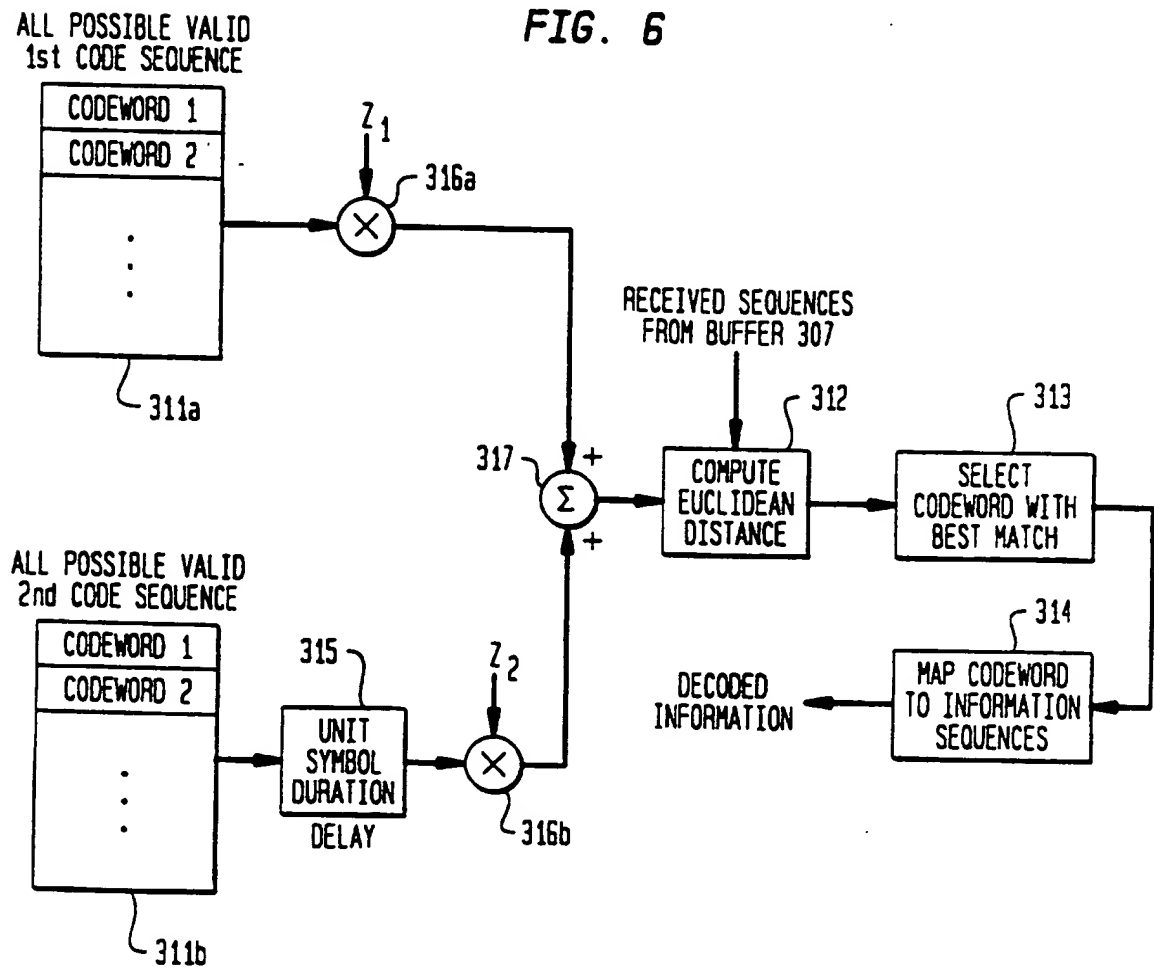 FIG. 6
ALL POSSIBLE VALID
1st CODE SEQUENCE
CODEWORD 1
CODEWORD 2
311a
Z1
316a
RECEIVED SEQUENCES
FROM BUFFER 307
317
+
Σ
+
312
COMPUTE
EUCLIDEAN
DISTANCE
313
SELECT
CODEWORD WITH
BEST MATCH
314
MAP CODEWORD
TO INFORMATION
SEQUENCES
DECODED
INFORMATION
ALL POSSIBLE VALID
2nd CODE SEQUENCE
CODEWORD 1
CODEWORD 2
311b
315
UNIT
SYMBOL
DURATION
DELAY
Z2
316b